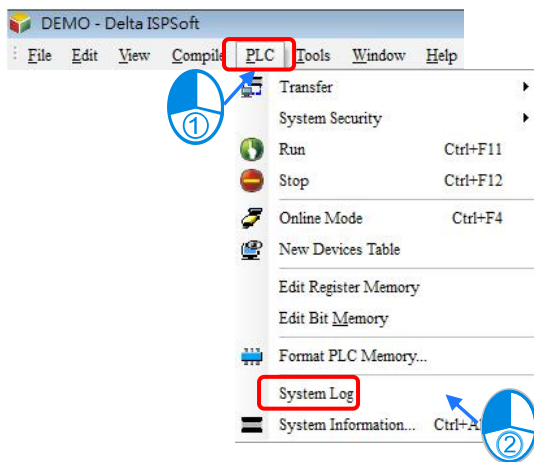 DEMO - Delta ISPSoft
File Edit View Compile PLC Tools Window Help
①
Transfer
System Security
Run Ctrl+F11
Stop Ctrl+F12
Online Mode Ctrl+F4
New Devices Table
Edit Register Memory
Edit Bit Memory
Format PLC Memory...
System Log
System Information... Ctrl+A
②